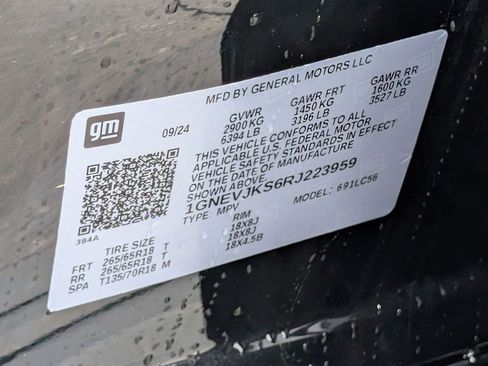 MFD BY GENERAL MOTORS LLC
gm
09/24
GVWR GAWR FRT GAWR RR
2900 KG 1450 KG 1600 KG
6394 LB 3196 LB 3527 LB
THIS VEHICLE CONFORMS TO ALL
APPLICABLE U.S. FEDERAL MOTOR
VEHICLE SAFETY STANDARDS IN EFFECT
ON THE DATE OF MANUFACTURE
SHOWN ABOVE.
1GNEVJKS6RJ223959
TYPE: MPV MODEL: 691LC56
384A
TIRE SIZE RIM
FRT 265/65R18 T 18X8J
RR 265/65R18 T 18X8J
SPA T135/70R18 M 18X4.5B